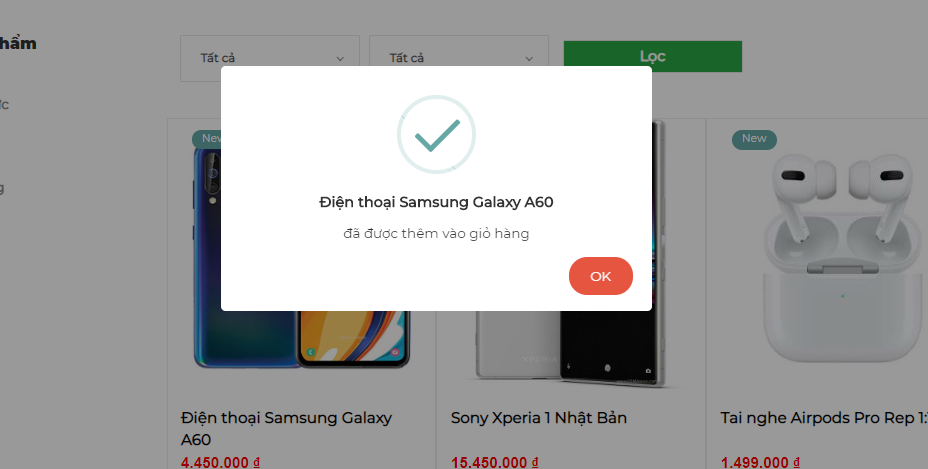 hẩm
Tất cả
Tất cả
Lọc
ức
g
New
New
Điện thoại Samsung Galaxy A60
đã được thêm vào giỏ hàng
OK
XPERIA
Điện thoại Samsung Galaxy
A60
4.450.000 ₫
Sony Xperia 1 Nhật Bản
15.450.000 ₫
Tai nghe Airpods Pro Rep 1:
1.499.000 ₫